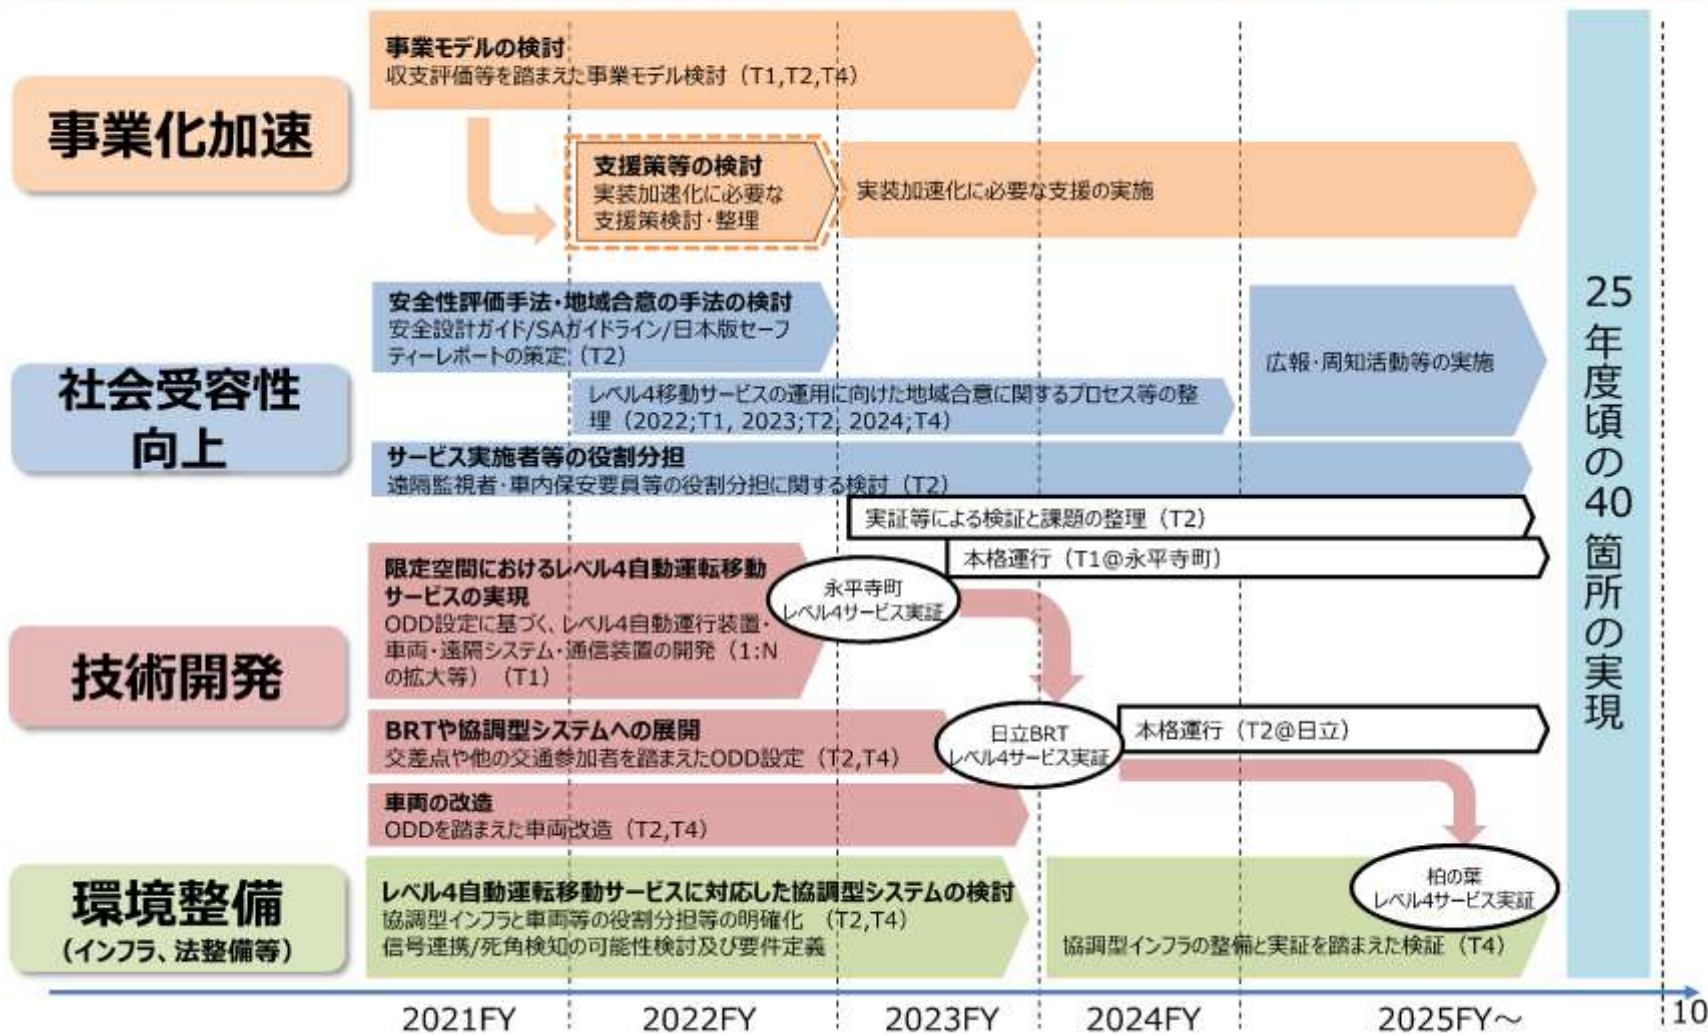 事業化加速
事業モデルの検討
収支評価等を踏まえた事業モデル検討（T1,T2,T4）
支援策等の検討
実装加速化に必要な
支援策検討・整理
実装加速化に必要な支援の実施
社会受容性
向上
安全性評価手法・地域合意の手法の検討
安全設計ガイド/SAガイドライン/日本版セーフ
ティーレポートの策定（T2）
レベル4移動サービスの運用に向けた地域合意に関するプロセス等の整
理（2022;T1, 2023;T2, 2024;T4）
広報・周知活動等の実施
サービス実施者等の役割分担
遠隔監視者・車内保安要員等の役割分担に関する検討（T2）
実証等による検証と課題の整理（T2）
本格運行（T1@永平寺町）
技術開発
限定空間におけるレベル4自動運転移動
サービスの実現
ODD設定に基づく、レベル4自動運行装置・
車両・遠隔システム・通信装置の開発（1:N
の拡大等）（T1）
永平寺町
レベル4サービス実証
BRTや協調型システムへの展開
交差点や他の交通参加者を踏まえたODD設定（T2,T4）
日立BRT
レベル4サービス実証
本格運行（T2@日立）
車両の改造
ODDを踏まえた車両改造（T2,T4）
環境整備
（インフラ、法整備等）
レベル4自動運転移動サービスに対応した協調型システムの検討
協調型インフラと車両等の役割分担等の明確化　（T2,T4）
信号連携/死角検知の可能性検討及び要件定義
柏の葉
レベル4サービス実証
協調型インフラの整備と実証を踏まえた検証（T4）
25年度頃の40箇所の実現
2021FY
2022FY
2023FY
2024FY
2025FY～
10